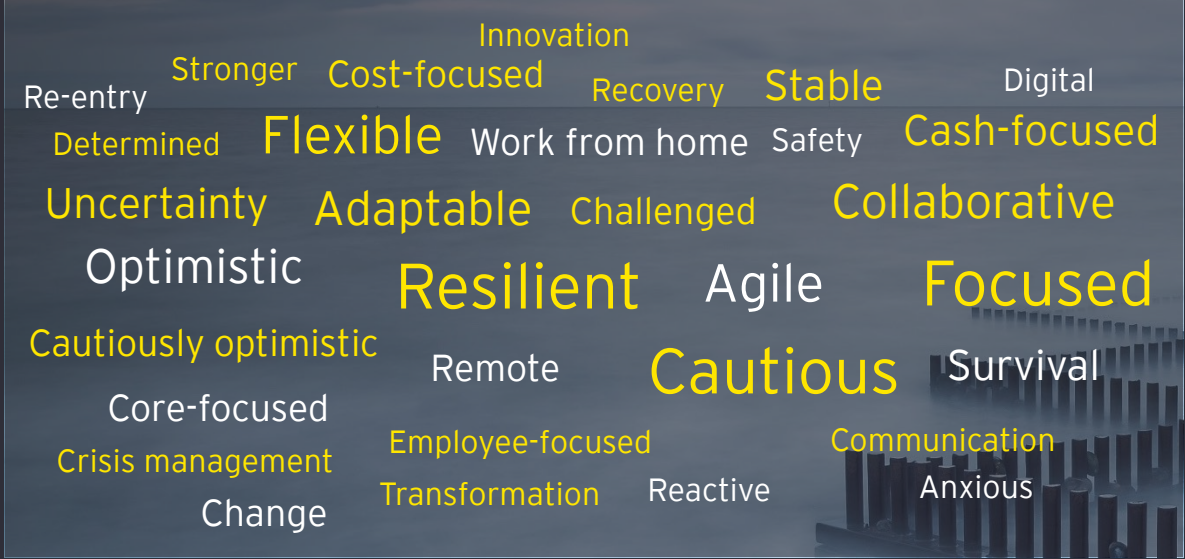 Innovation
Stronger Cost-focused Recovery Stable Digital
Re-entry
Determined Flexible Work from home Safety Cash-focused
Uncertainty Adaptable Challenged Collaborative
Optimistic Resilient Agile Focused
Cautiously optimistic Remote Cautious Survival
Core-focused
Crisis management Employee-focused Communication
Change Transformation Reactive Anxious